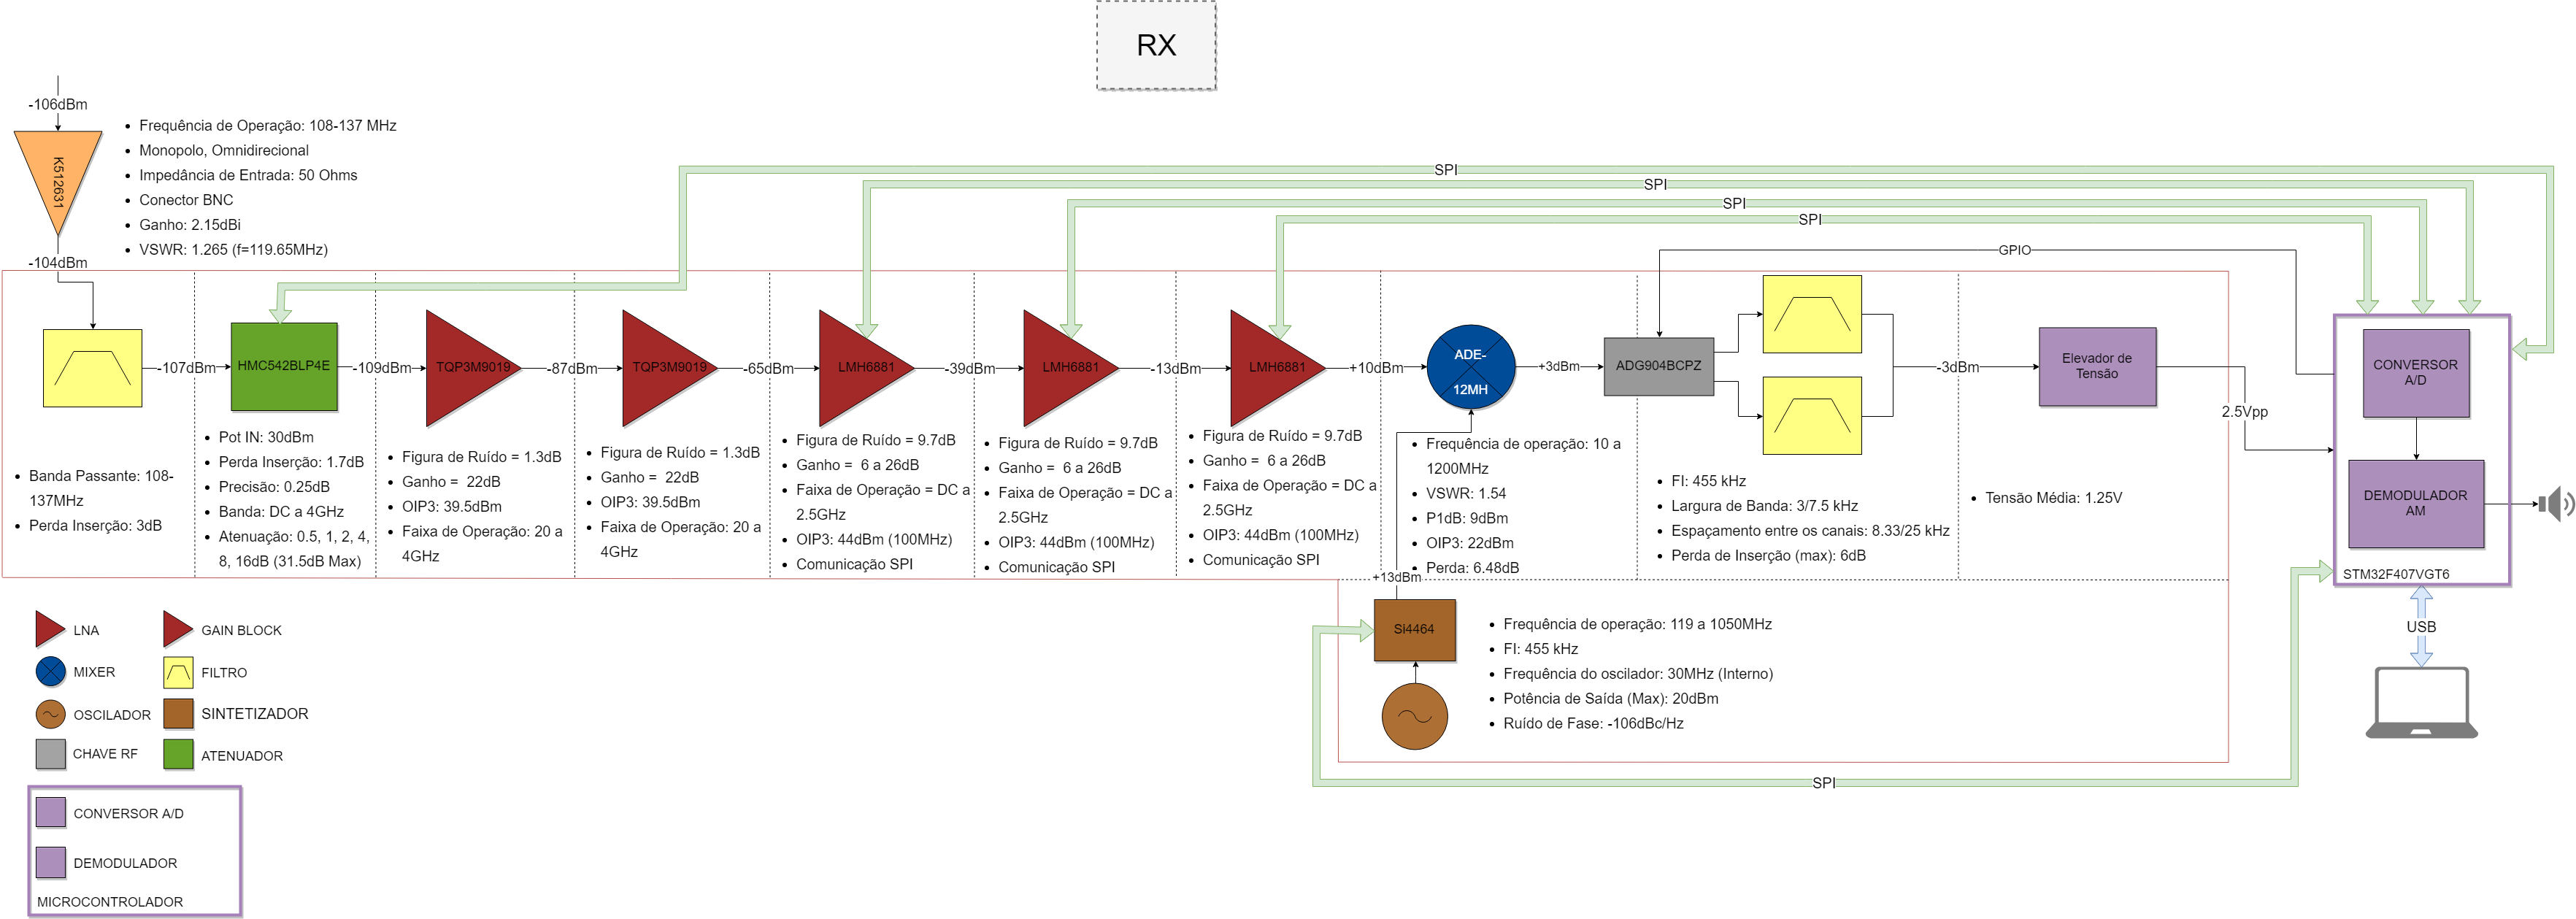 RX
-106dBm
K512631
• Frequência de Operação: 108-137 MHz
• Monopolo, Omnidirecional
• Impedância de Entrada: 50 Ohms
• Conector BNC
• Ganho: 2.15dBi
• VSWR: 1.265 (f=119.65MHz)
-104dBm
SPI
SPI
SPI
SPI
GPIO
-107dBm
HMC542BLP4E
-109dBm
TQP3M9019
-87dBm
TQP3M9019
-65dBm
LMH6881
-39dBm
LMH6881
-13dBm
LMH6881
+10dBm
ADE-
12MH
+3dBm
ADG904BCPZ
-3dBm
Elevador de
Tensão
2.5Vpp
CONVERSOR
A/D
DEMODULADOR
AM
STM32F407VGT6
USB
• Banda Passante: 108-
137MHz
• Perda Inserção: 3dB
• Pot IN: 30dBm
• Perda Inserção: 1.7dB
• Precisão: 0.25dB
• Banda: DC a 4GHz
• Atenuação: 0.5, 1, 2, 4,
8, 16dB (31.5dB Max)
• Figura de Ruído = 1.3dB
• Ganho =  22dB
• OIP3: 39.5dBm
• Faixa de Operação: 20 a
4GHz
• Figura de Ruído = 1.3dB
• Ganho =  22dB
• OIP3: 39.5dBm
• Faixa de Operação: 20 a
4GHz
• Figura de Ruído = 9.7dB
• Ganho =  6 a 26dB
• Faixa de Operação = DC a
2.5GHz
• OIP3: 44dBm (100MHz)
• Comunicação SPI
• Figura de Ruído = 9.7dB
• Ganho =  6 a 26dB
• Faixa de Operação = DC a
2.5GHz
• OIP3: 44dBm (100MHz)
• Comunicação SPI
• Figura de Ruído = 9.7dB
• Ganho =  6 a 26dB
• Faixa de Operação = DC a
2.5GHz
• OIP3: 44dBm (100MHz)
• Comunicação SPI
• Frequência de operação: 10 a
1200MHz
• VSWR: 1.54
• P1dB: 9dBm
• OIP3: 22dBm
• Perda: 6.48dB
• FI: 455 kHz
• Largura de Banda: 3/7.5 kHz
• Espaçamento entre os canais: 8.33/25 kHz
• Perda de Inserção (max): 6dB
• Tensão Média: 1.25V
+13dBm
Si4464
• Frequência de operação: 119 a 1050MHz
• FI: 455 kHz
• Frequência do oscilador: 30MHz (Interno)
• Potência de Saída (Max): 20dBm
• Ruído de Fase: -106dBc/Hz
SPI
LNA
GAIN BLOCK
MIXER
FILTRO
OSCILADOR
SINTETIZADOR
CHAVE RF
ATENUADOR
CONVERSOR A/D
DEMODULADOR
MICROCONTROLADOR